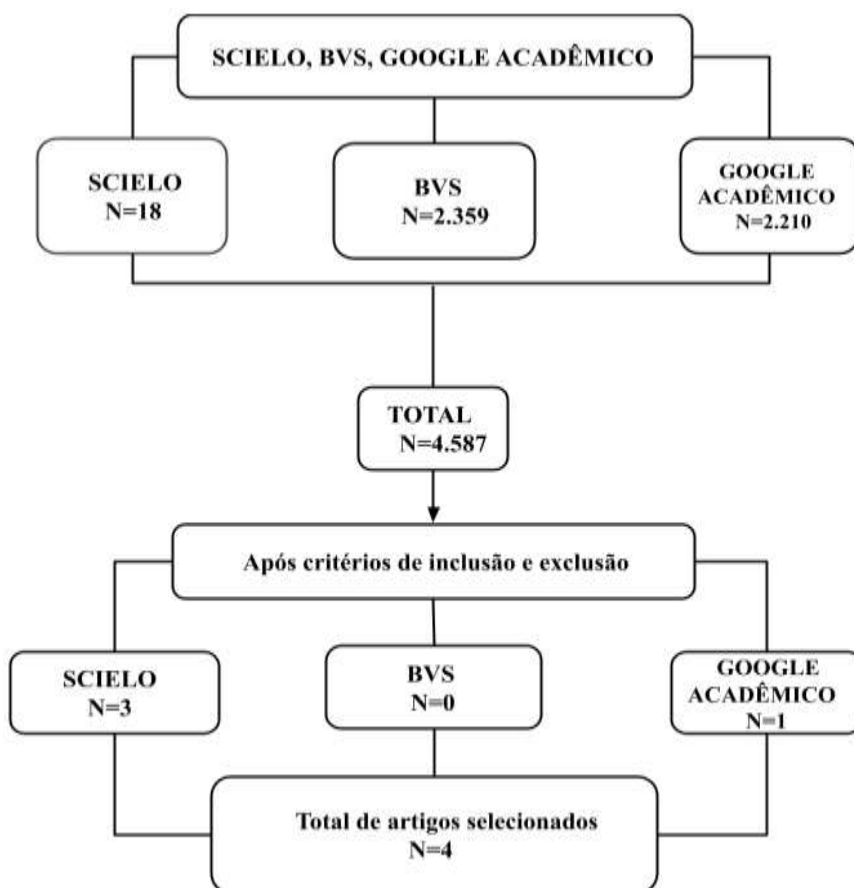 SCIELO, BVS, GOOGLE ACADÊMICO
SCIELO
N=18
BVS
N=2.359
GOOGLE
ACADÊMICO
N=2.210
TOTAL
N=4.587
Após critérios de inclusão e exclusão
SCIELO
N=3
BVS
N=0
GOOGLE
ACADÊMICO
N=1
Total de artigos selecionados
N=4